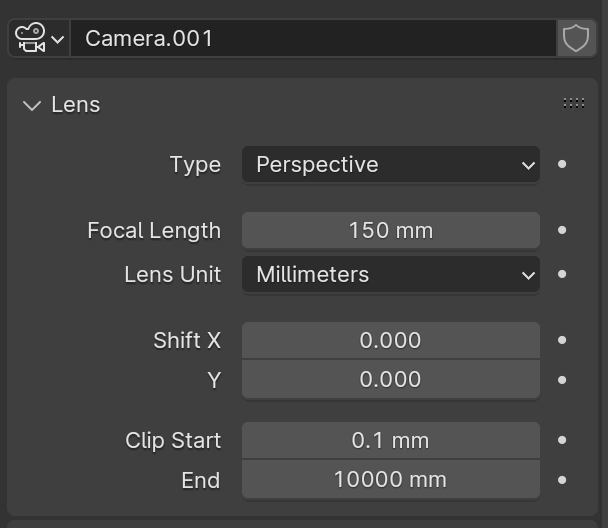 Camera.001
Lens
Type Perspective
Focal Length 150 mm
Lens Unit Millimeters
Shift X 0.000
Y 0.000
Clip Start 0.1 mm
End 10000 mm